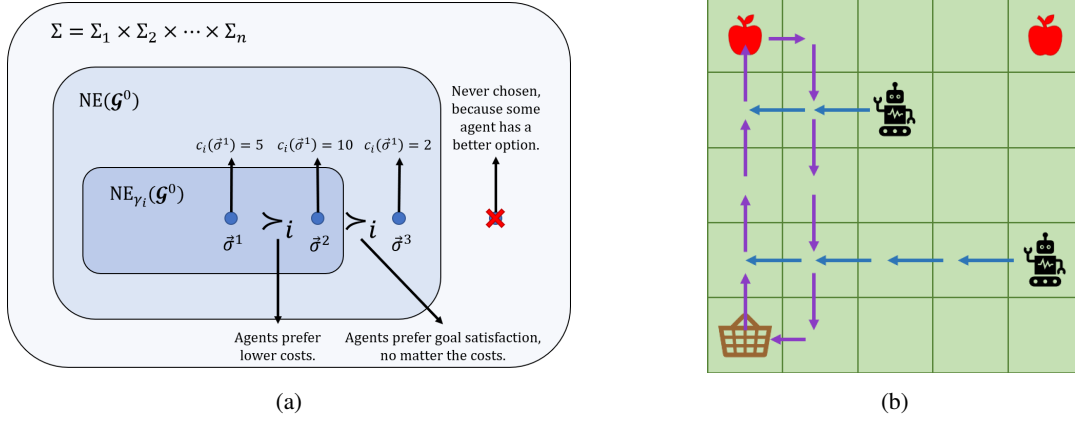 Σ = Σ₁ × Σ₂ × ⋯ × Σₙ
NE(𝓖⁰)
Never chosen,
because some
agent has a
better option.
cᵢ(σ⃗¹) = 5 cᵢ(σ⃗¹) = 10 cᵢ(σ⃗¹) = 2
NE_γᵢ(𝓖⁰)
≻ᵢ ≻ᵢ
σ⃗¹ σ⃗² σ⃗³
Agents prefer
lower costs.
Agents prefer goal satisfaction,
no matter the costs.
(a)
(b)